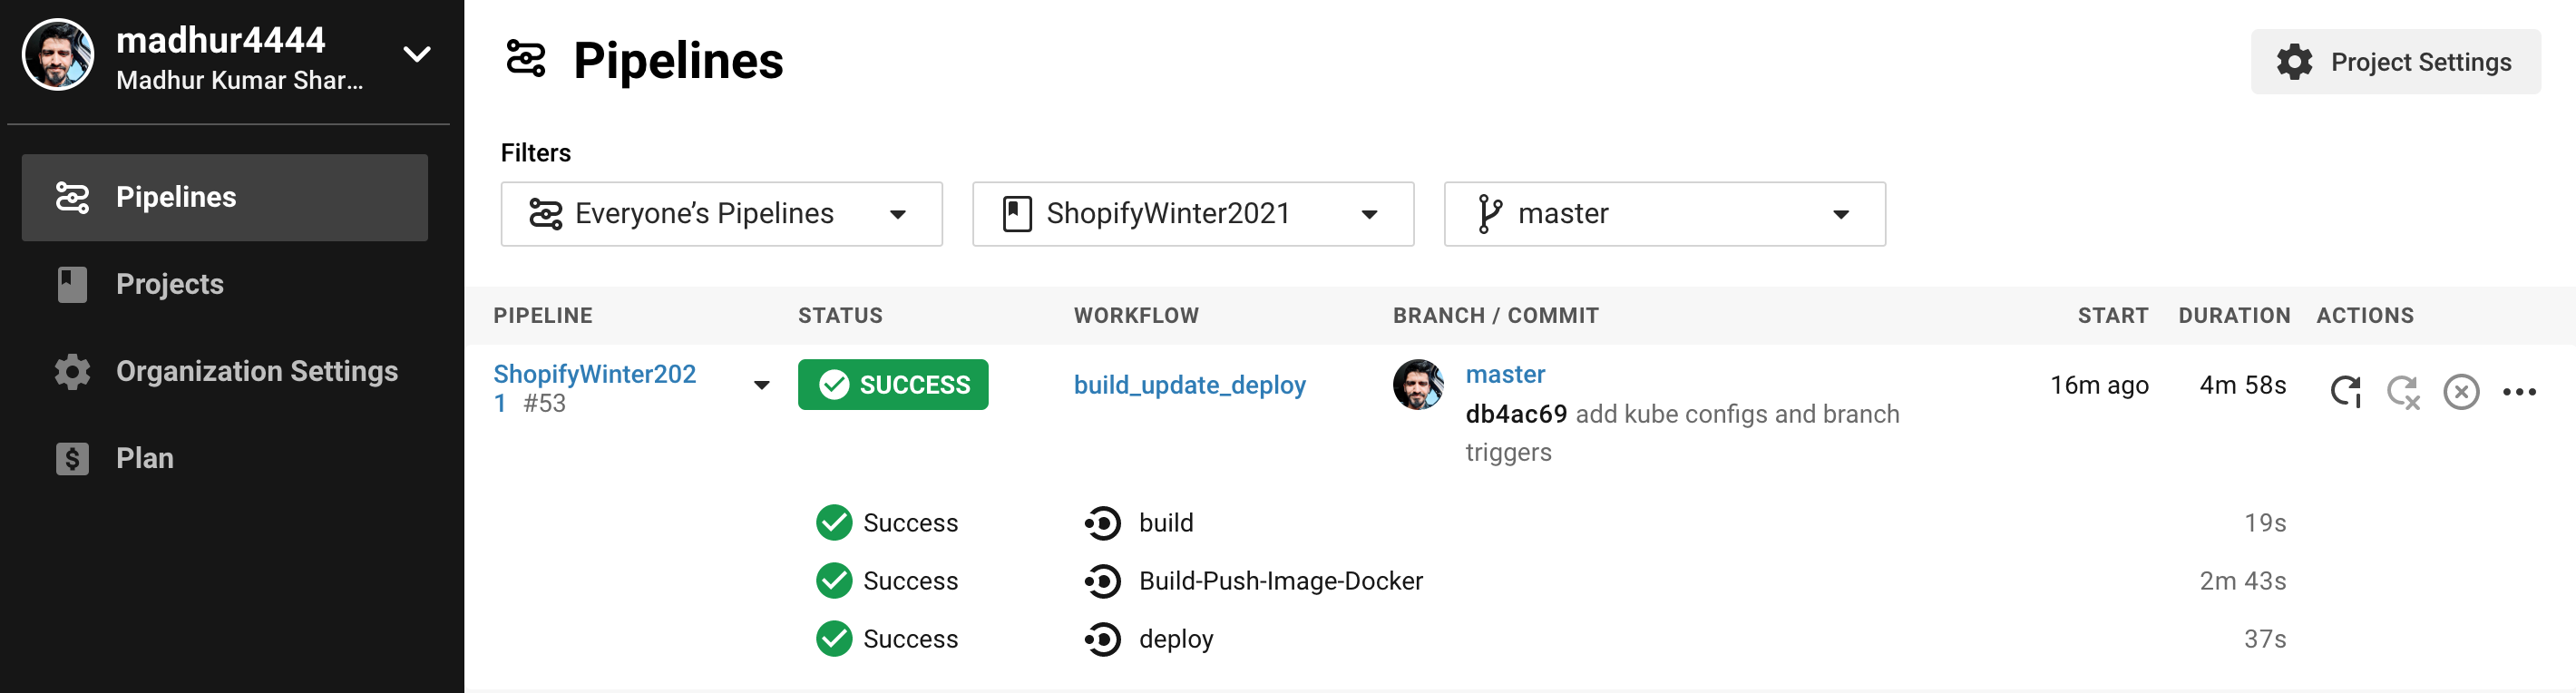 madhur4444
Madhur Kumar Shar...
Pipelines
Projects
Organization Settings
Plan
Pipelines
Project Settings
Filters
Everyone’s Pipelines
ShopifyWinter2021
master
PIPELINE STATUS WORKFLOW BRANCH / COMMIT START DURATION ACTIONS
ShopifyWinter202
1 #53
SUCCESS
build_update_deploy
master
db4ac69 add kube configs and branch
triggers
16m ago
4m 58s
Success build 19s
Success Build-Push-Image-Docker 2m 43s
Success deploy 37s